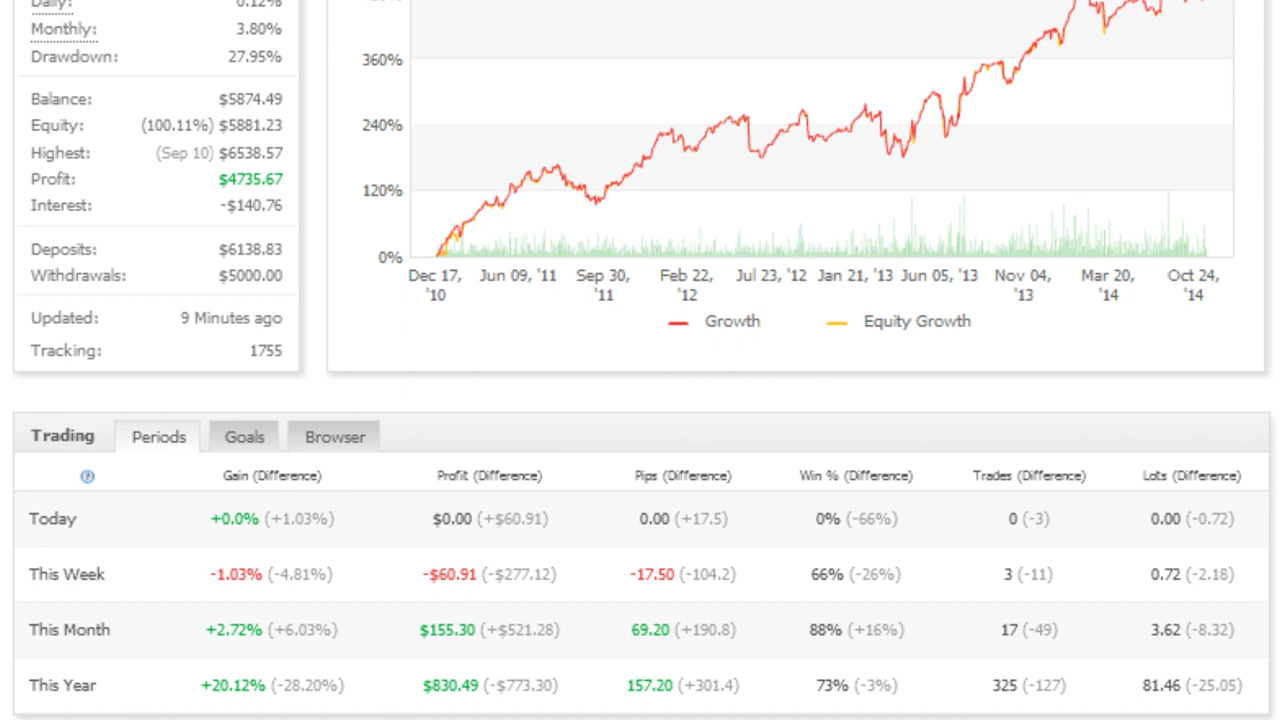 Daily: 0.12%
Monthly: 3.80%
Drawdown: 27.95%
Balance: $5874.49
Equity: (100.11%) $5881.23
Highest: (Sep 10) $6538.57
Profit: $4735.67
Interest: -$140.76
Deposits: $6138.83
Withdrawals: $5000.00
Updated: 9 Minutes ago
Tracking: 1755
360%
240%
120%
0%
Dec 17, '10 Jun 09, '11 Sep 30, '11 Feb 22, '12 Jul 23, '12 Jan 21, '13 Jun 05, '13 Nov 04, '13 Mar 20, '14 Oct 24, '14
Growth Equity Growth
Trading Periods Goals Browser
? Gain (Difference) Profit (Difference) Pips (Difference) Win % (Difference) Trades (Difference) Lots (Difference)
Today +0.0% (+1.03%) $0.00 (+$60.91) 0.00 (+17.5) 0% (-66%) 0 (-3) 0.00 (-0.72)
This Week -1.03% (-4.81%) -$60.91 (-$277.12) -17.50 (-104.2) 66% (-26%) 3 (-11) 0.72 (-2.18)
This Month +2.72% (+6.03%) $155.30 (+$521.28) 69.20 (+190.8) 88% (+16%) 17 (-49) 3.62 (-8.32)
This Year +20.12% (-28.20%) $830.49 (-$773.30) 157.20 (+301.4) 73% (-3%) 325 (-127) 81.46 (-25.05)